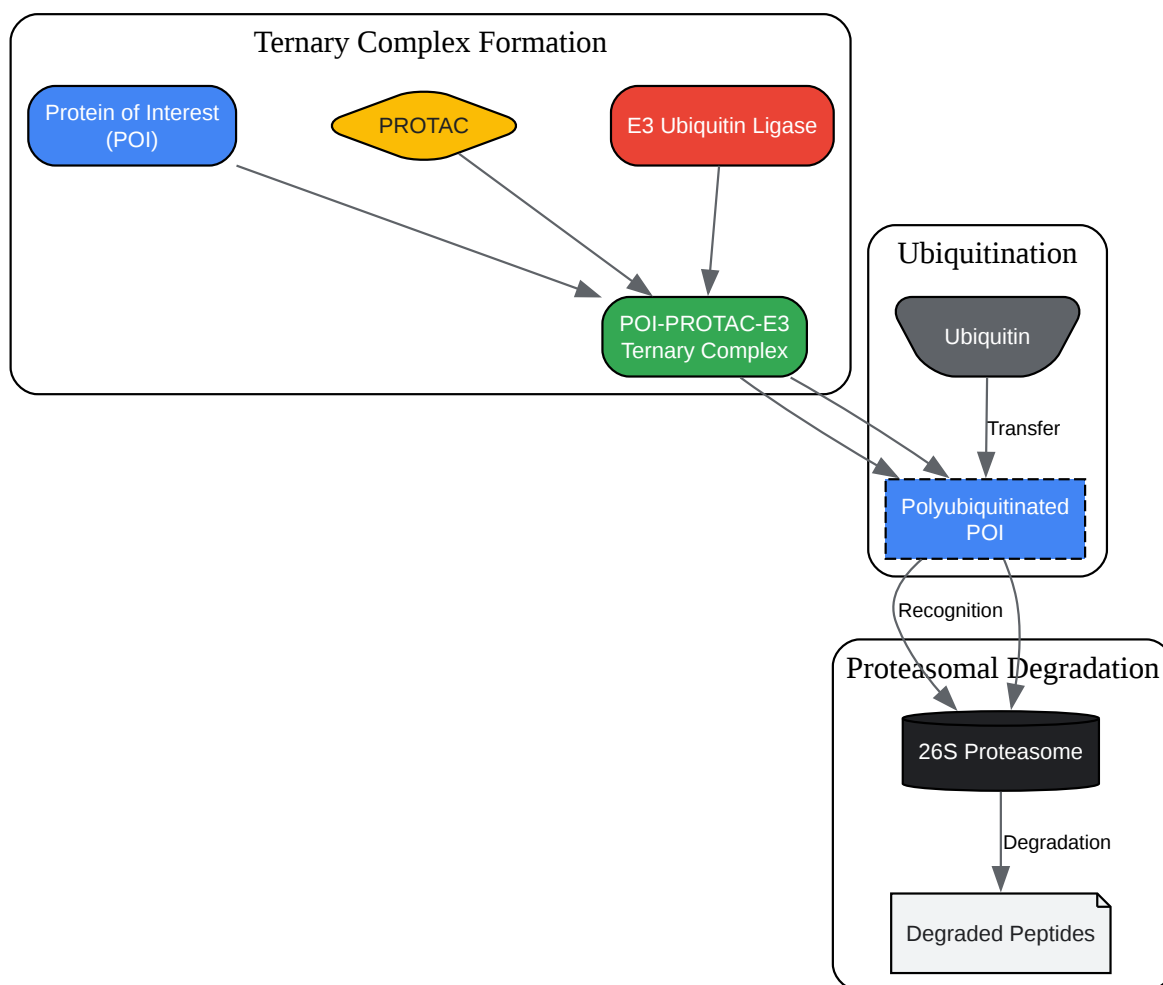 Ternary Complex Formation
Protein of Interest
(POI)
PROTAC
E3 Ubiquitin Ligase
POI-PROTAC-E3
Ternary Complex
Ubiquitination
Ubiquitin
Transfer
Polyubiquitinated
POI
Recognition
Proteasomal Degradation
26S Proteasome
Degradation
Degraded Peptides